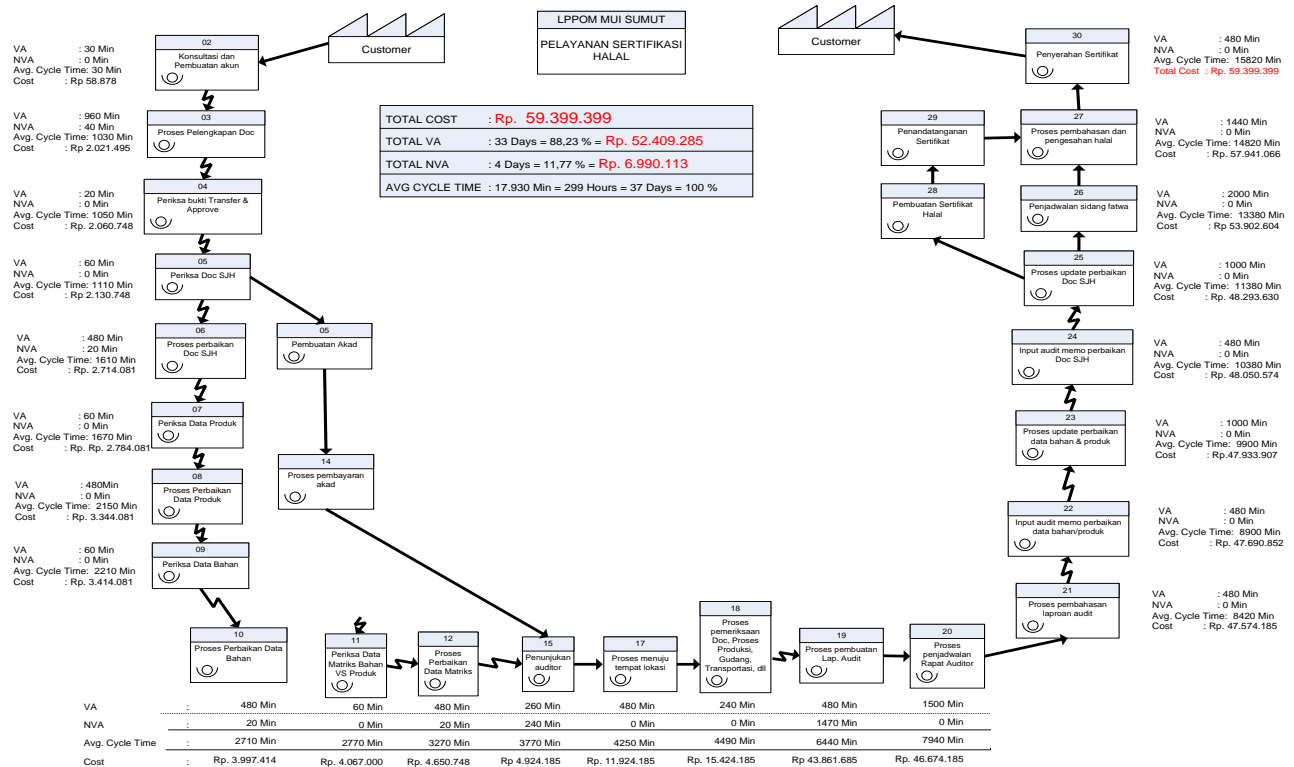 LPPOM MUI SUMUT
PELAYANAN SERTIFIKASI
HALAL
Customer
Customer
TOTAL COST : Rp. 59.399.399
TOTAL VA : 33 Days = 88,23 % = Rp. 52.409.285
TOTAL NVA : 4 Days = 11,77 % = Rp. 6.990.113
AVG CYCLE TIME : 17.930 Min = 299 Hours = 37 Days = 100 %
VA : 30 Min
NVA : 0 Min
Avg. Cycle Time: 30 Min
Cost : Rp 58.878
02
Konsultasi dan
Pembuatan akun
VA : 960 Min
NVA : 40 Min
Avg. Cycle Time: 1030 Min
Cost : Rp 2.021.495
03
Proses Pelengkapan Doc
VA : 20 Min
NVA : 0 Min
Avg. Cycle Time: 1050 Min
Cost : Rp. 2.060.748
04
Periksa bukti Transfer &
Approve
VA : 60 Min
NVA : 0 Min
Avg. Cycle Time: 1110 Min
Cost : Rp 2.130.748
05
Periksa Doc SJH
VA : 480 Min
NVA : 20 Min
Avg. Cycle Time: 1610 Min
Cost : Rp. 2.714.081
06
Proses perbaikan
Doc SJH
05
Pembuatan Akad
VA : 60 Min
NVA : 0 Min
Avg. Cycle Time: 1670 Min
Cost : Rp. Rp. 2.784.081
07
Periksa Data Produk
VA : 480Min
NVA : 0 Min
Avg. Cycle Time: 2150 Min
Cost : Rp. 3.344.081
08
Proses Perbaikan
Data Produk
14
Proses pembayaran
akad
VA : 60 Min
NVA : 0 Min
Avg. Cycle Time: 2210 Min
Cost : Rp. 3.414.081
09
Periksa Data Bahan
10
Proses Perbaikan Data
Bahan
11
Periksa Data
Matriks Bahan
VS Produk
12
Proses
Perbaikan
Data Matriks
15
Penunjukan
auditor
17
Proses menuju
tempat lokasi
18
Proses
pemeriksaan
Doc, Proses
Produksi,
Gudang,
Transportasi, dll
19
Proses pembuatan
Lap. Audit
20
Proses
penjadwalan
Rapat Auditor
21
Proses pembahasan
laproan audit
VA : 480 Min
NVA : 0 Min
Avg. Cycle Time: 8420 Min
Cost : Rp. 47.574.185
22
Input audit memo perbaikan
data bahan/produk
VA : 480 Min
NVA : 0 Min
Avg. Cycle Time: 8900 Min
Cost : Rp. 47.690.852
23
Proses update perbaikan
data bahan & produk
VA : 1000 Min
NVA : 0 Min
Avg. Cycle Time: 9900 Min
Cost : Rp.47.933.907
24
Input audit memo perbaikan
Doc SJH
VA : 480 Min
NVA : 0 Min
Avg. Cycle Time: 10380 Min
Cost : Rp. 48.050.574
25
Proses update perbaikan
Doc SJH
VA : 1000 Min
NVA : 0 Min
Avg. Cycle Time: 11380 Min
Cost : Rp. 48.293.630
28
Pembuatan Sertifikat
Halal
26
Penjadwalan sidang fatwa
VA : 2000 Min
NVA : 0 Min
Avg. Cycle Time: 13380 Min
Cost : Rp 53.902.604
29
Penandatanganan
Sertifikat
27
Proses pembahasan dan
pengesahan halal
VA : 1440 Min
NVA : 0 Min
Avg. Cycle Time: 14820 Min
Cost : Rp. 57.941.066
30
Penyerahan Sertifikat
VA : 480 Min
NVA : 0 Min
Avg. Cycle Time: 15820 Min
Total Cost : Rp. 59.399.399
VA : 480 Min 60 Min 480 Min 260 Min 480 Min 240 Min 480 Min 1500 Min
NVA : 20 Min 0 Min 20 Min 240 Min 0 Min 0 Min 1470 Min 0 Min
Avg. Cycle Time : 2710 Min 2770 Min 3270 Min 3770 Min 4250 Min 4490 Min 6440 Min 7940 Min
Cost : Rp. 3.997.414 Rp. 4.067.000 Rp. 4.650.748 Rp 4.924.185 Rp. 11.924.185 Rp. 15.424.185 Rp. 43.861.685 Rp. 46.674.185